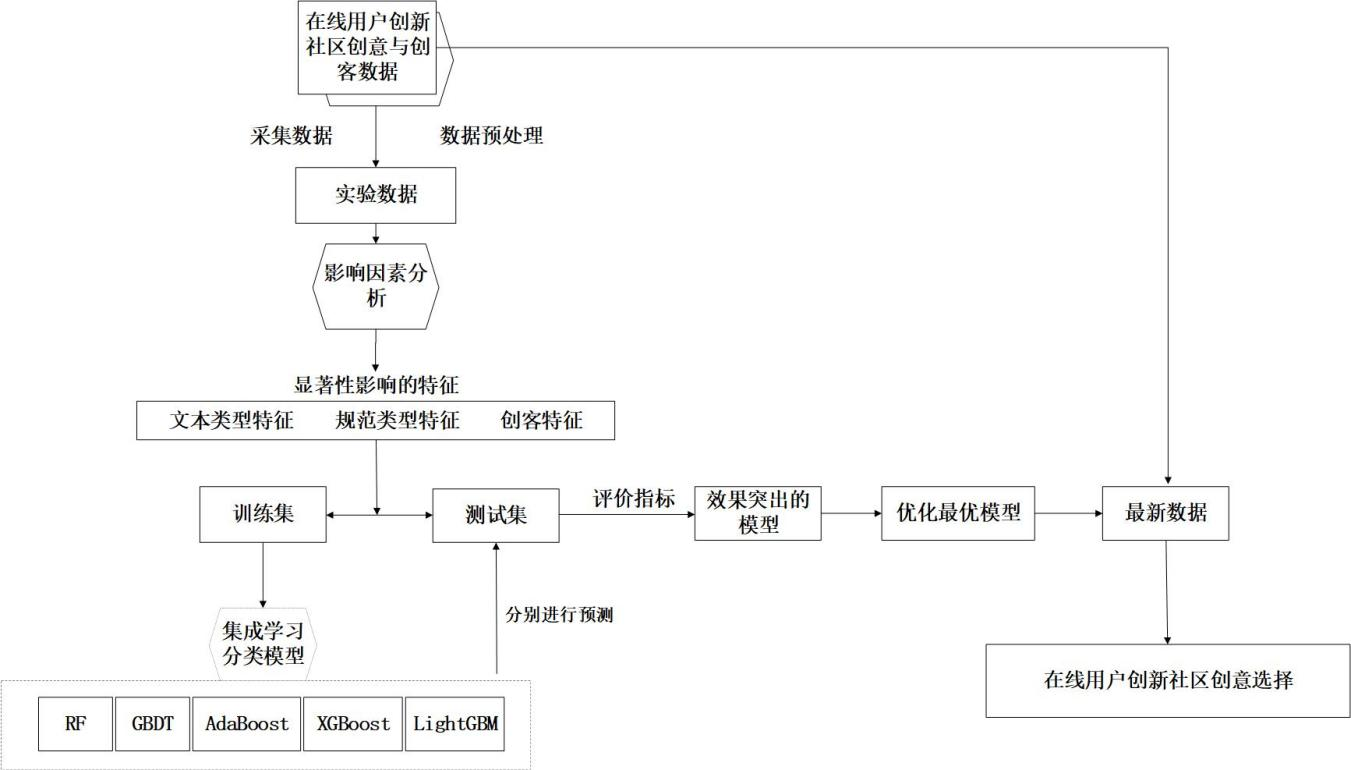 在线用户创新
社区创意与创
客数据
采集数据
数据预处理
实验数据
影响因素分
析
显著性影响的特征
文本类型特征 规范类型特征 创客特征
训练集
测试集
评价指标
效果突出的
模型
优化最优模型
最新数据
分别进行预测
集成学习
分类模型
在线用户创新社区创意选择
RF
GBDT
AdaBoost
XGBoost
LightGBM